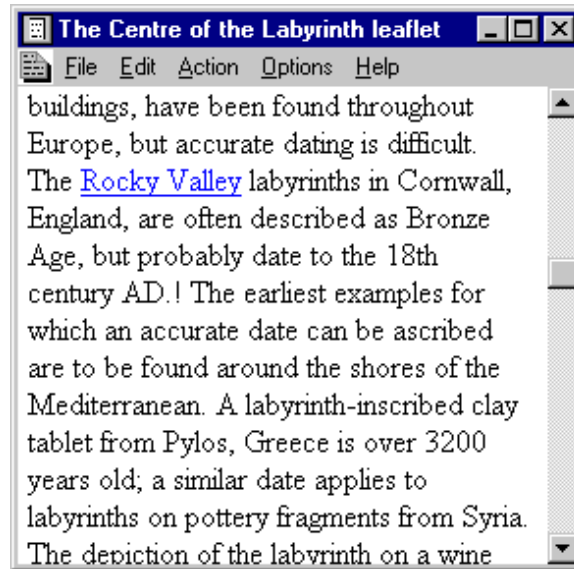 The Centre of the Labyrinth leaflet
File Edit Action Options Help
buildings, have been found throughout
Europe, but accurate dating is difficult.
The Rocky Valley labyrinths in Cornwall,
England, are often described as Bronze
Age, but probably date to the 18th
century AD.! The earliest examples for
which an accurate date can be ascribed
are to be found around the shores of the
Mediterranean. A labyrinth-inscribed clay
tablet from Pylos, Greece is over 3200
years old; a similar date applies to
labyrinths on pottery fragments from Syria.
The depiction of the labyrinth on a wine